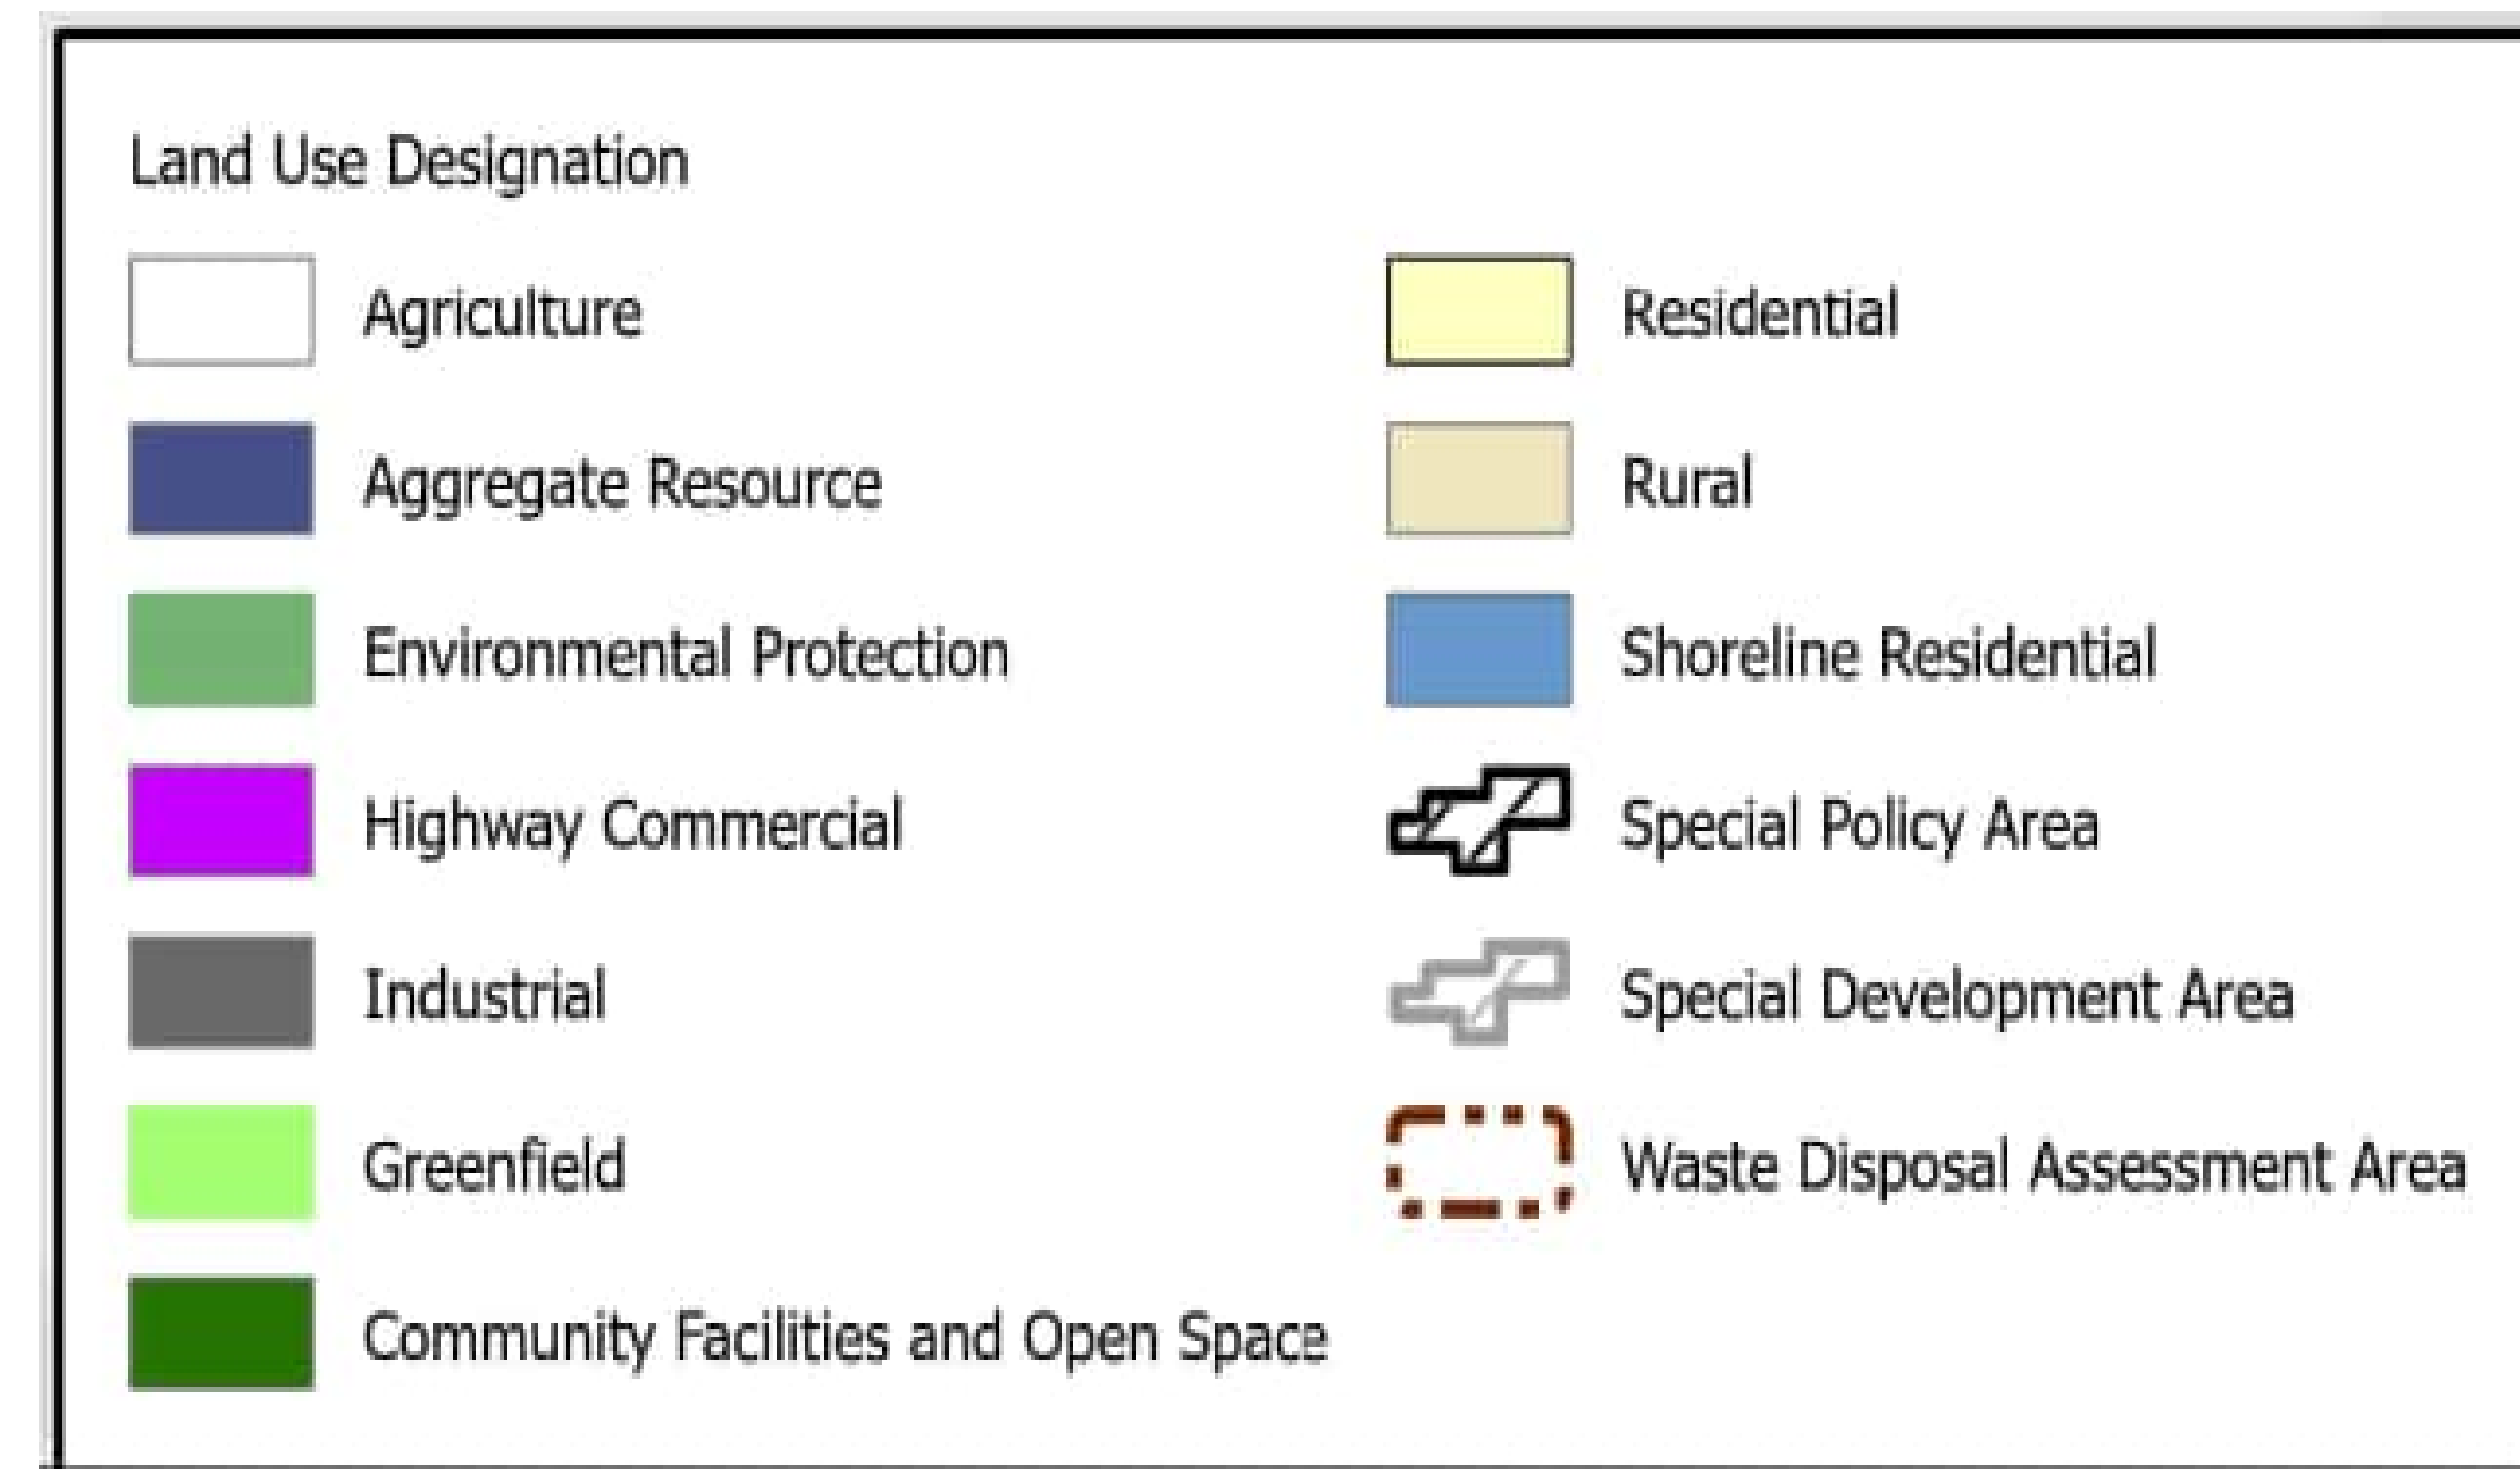 Land Use Designation
Agriculture
Aggregate Resource
Environmental Protection
Highway Commercial
Industrial
Greenfield
Community Facilities and Open Space
Residential
Rural
Shoreline Residential
Special Policy Area
Special Development Area
Waste Disposal Assessment Area